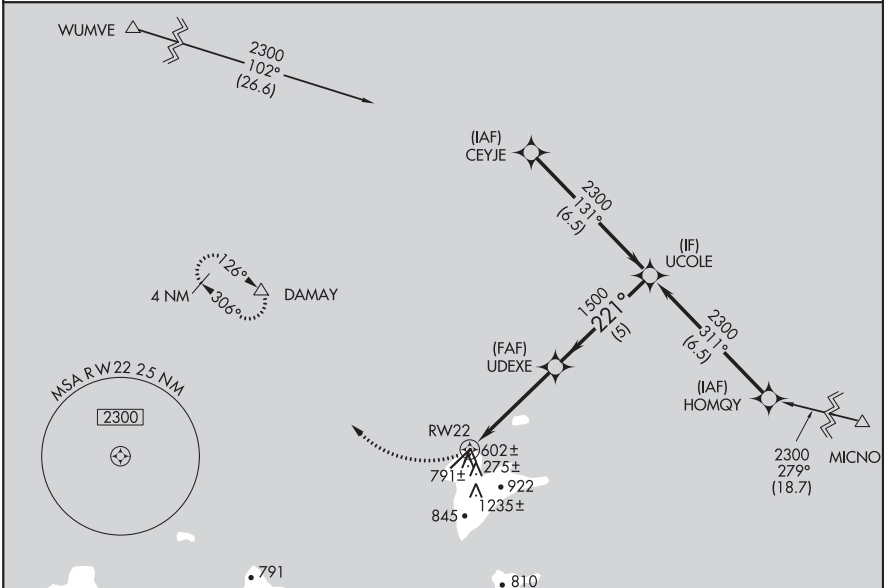 WUMVE
2300
102°
(26.6)
(IAF)
CEYJE
2300
131°
(6.5)
(IF)
UCOLE
126°
4 NM
306°
DAMAY
1500
221°
(5)
2300
311°
(6.5)
(FAF)
UDEXE
(IAF)
HOMQY
MSA RW22 25 NM
2300
RW22
602±
791±
275±
922
1235±
845
2300
279°
(18.7)
MICNO
791
810